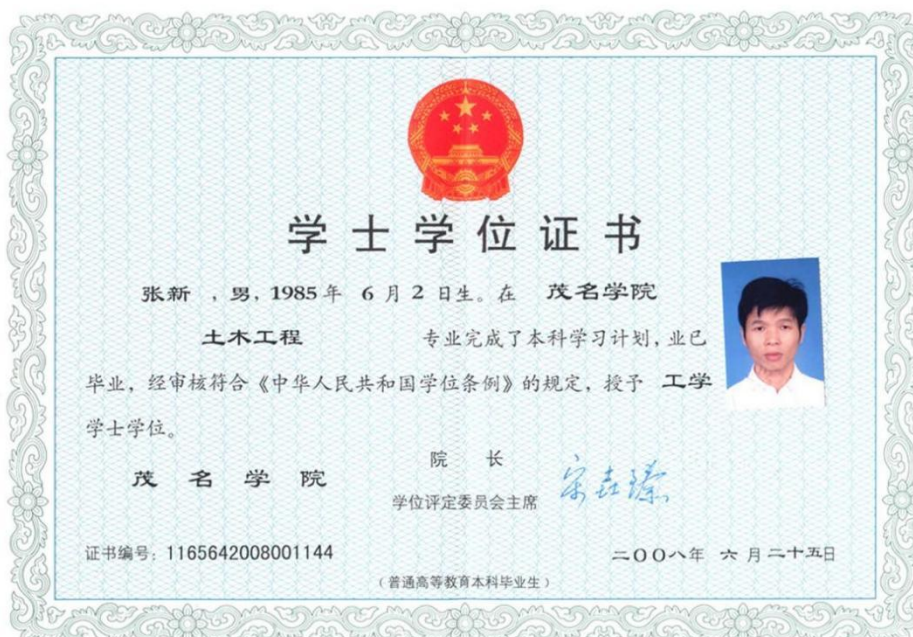 学士学位证书
张新 ，男，1985年 6月2日生。在 茂名学院
土木工程 专业完成了本科学习计划，业已
毕业，经审核符合《中华人民共和国学位条例》的规定，授予 工学
学士学位。
茂名学院
院 长
学位评定委员会主席
证书编号：1165642008001144
二〇〇八年 六月二十五日
（普通高等教育本科毕业生）